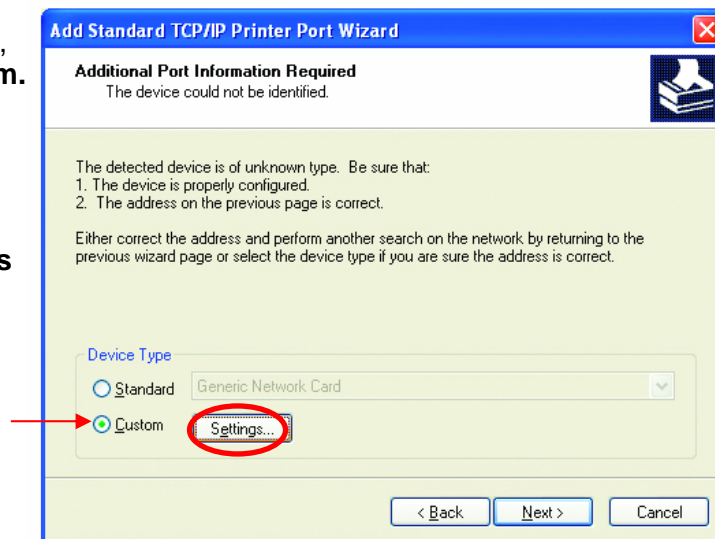 ,
m.
s
Add Standard TCP/IP Printer Port Wizard
Additional Port Information Required
The device could not be identified.
The detected device is of unknown type. Be sure that:
1. The device is properly configured.
2. The address on the previous page is correct.
Either correct the address and perform another search on the network by returning to the
previous wizard page or select the device type if you are sure the address is correct.
Device Type
Standard Generic Network Card
Custom Settings...
< Back Next > Cancel